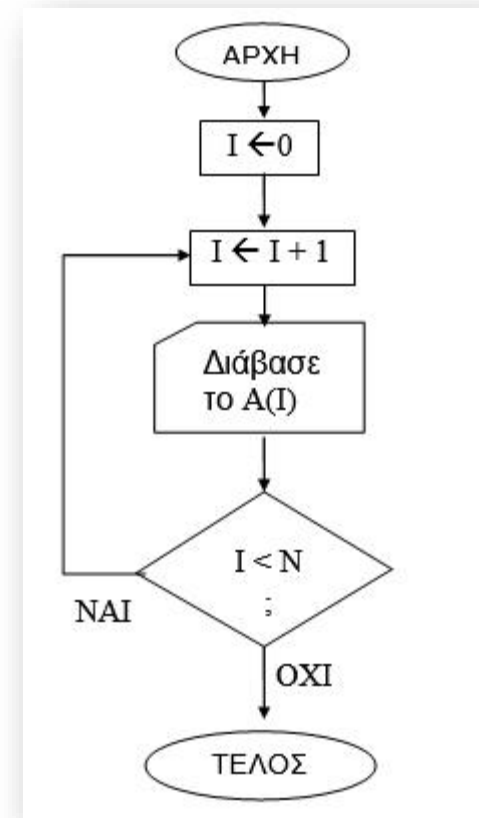 ΑΡΧΗ
I ←0
I ← I + 1
Διάβασε
το A(I)
I < N
;
ΝΑΙ
ΟΧΙ
ΤΕΛΟΣ